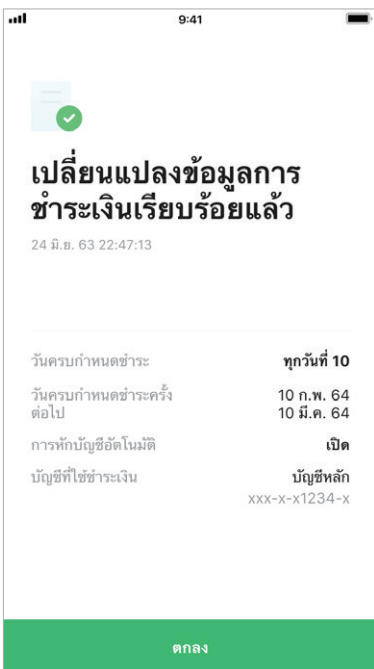 9:41
เปลี่ยนแปลงข้อมูลการ
ชำระเงินเรียบร้อยแล้ว
24 มิ.ย. 63 22:47:13
วันครบกำหนดชำระ ทุกวันที่ 10
วันครบกำหนดชำระครั้ง 10 ก.พ. 64
ต่อไป 10 มี.ค. 64
การหักบัญชีอัตโนมัติ เปิด
บัญชีที่ใช้ชำระเงิน บัญชีหลัก
xxx-x-x1234-x
ตกลง